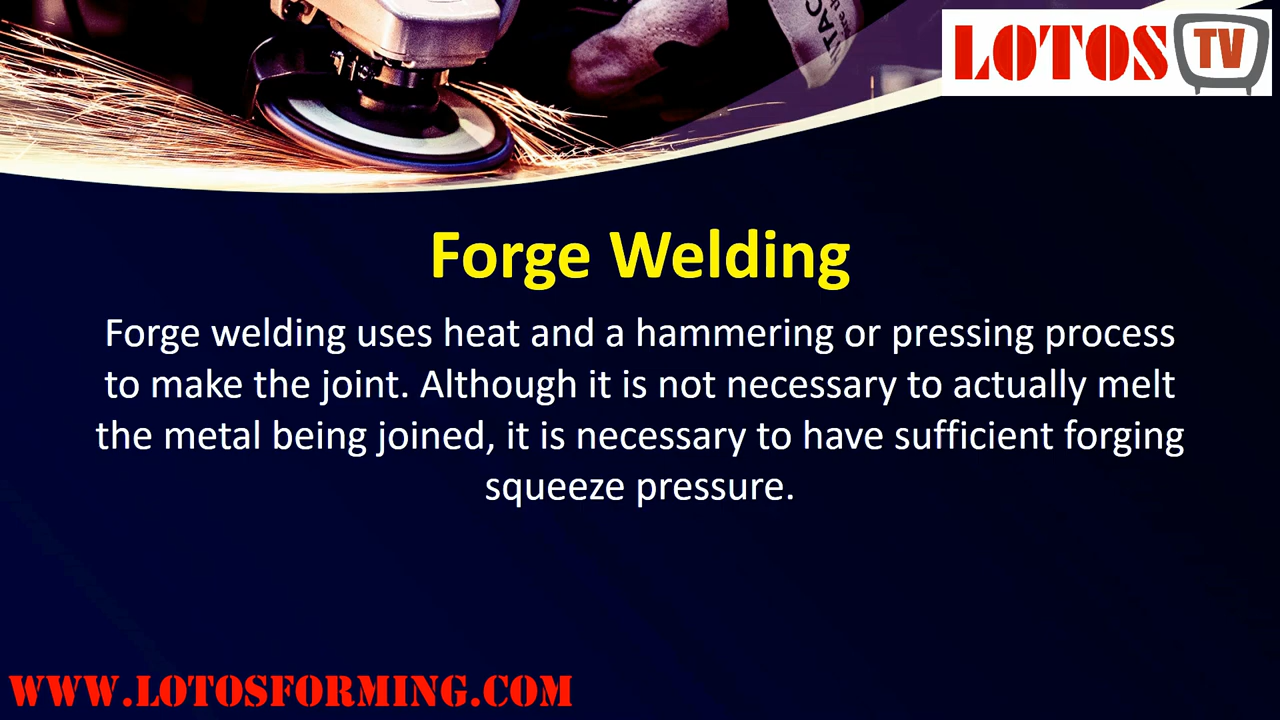 LOTOS TV
Forge Welding
Forge welding uses heat and a hammering or pressing process
to make the joint. Although it is not necessary to actually melt
the metal being joined, it is necessary to have sufficient forging
squeeze pressure.
WWW.LOTOSFORMING.COM